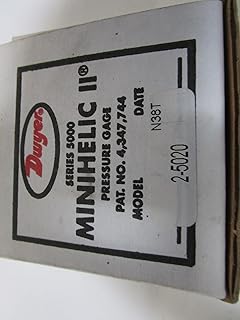 Dwyer
SERIES 5000
MINIHELIC II®
PRESSURE GAGE
PAT. NO. 4,347,744
MODEL DATE
N38T
2-5020